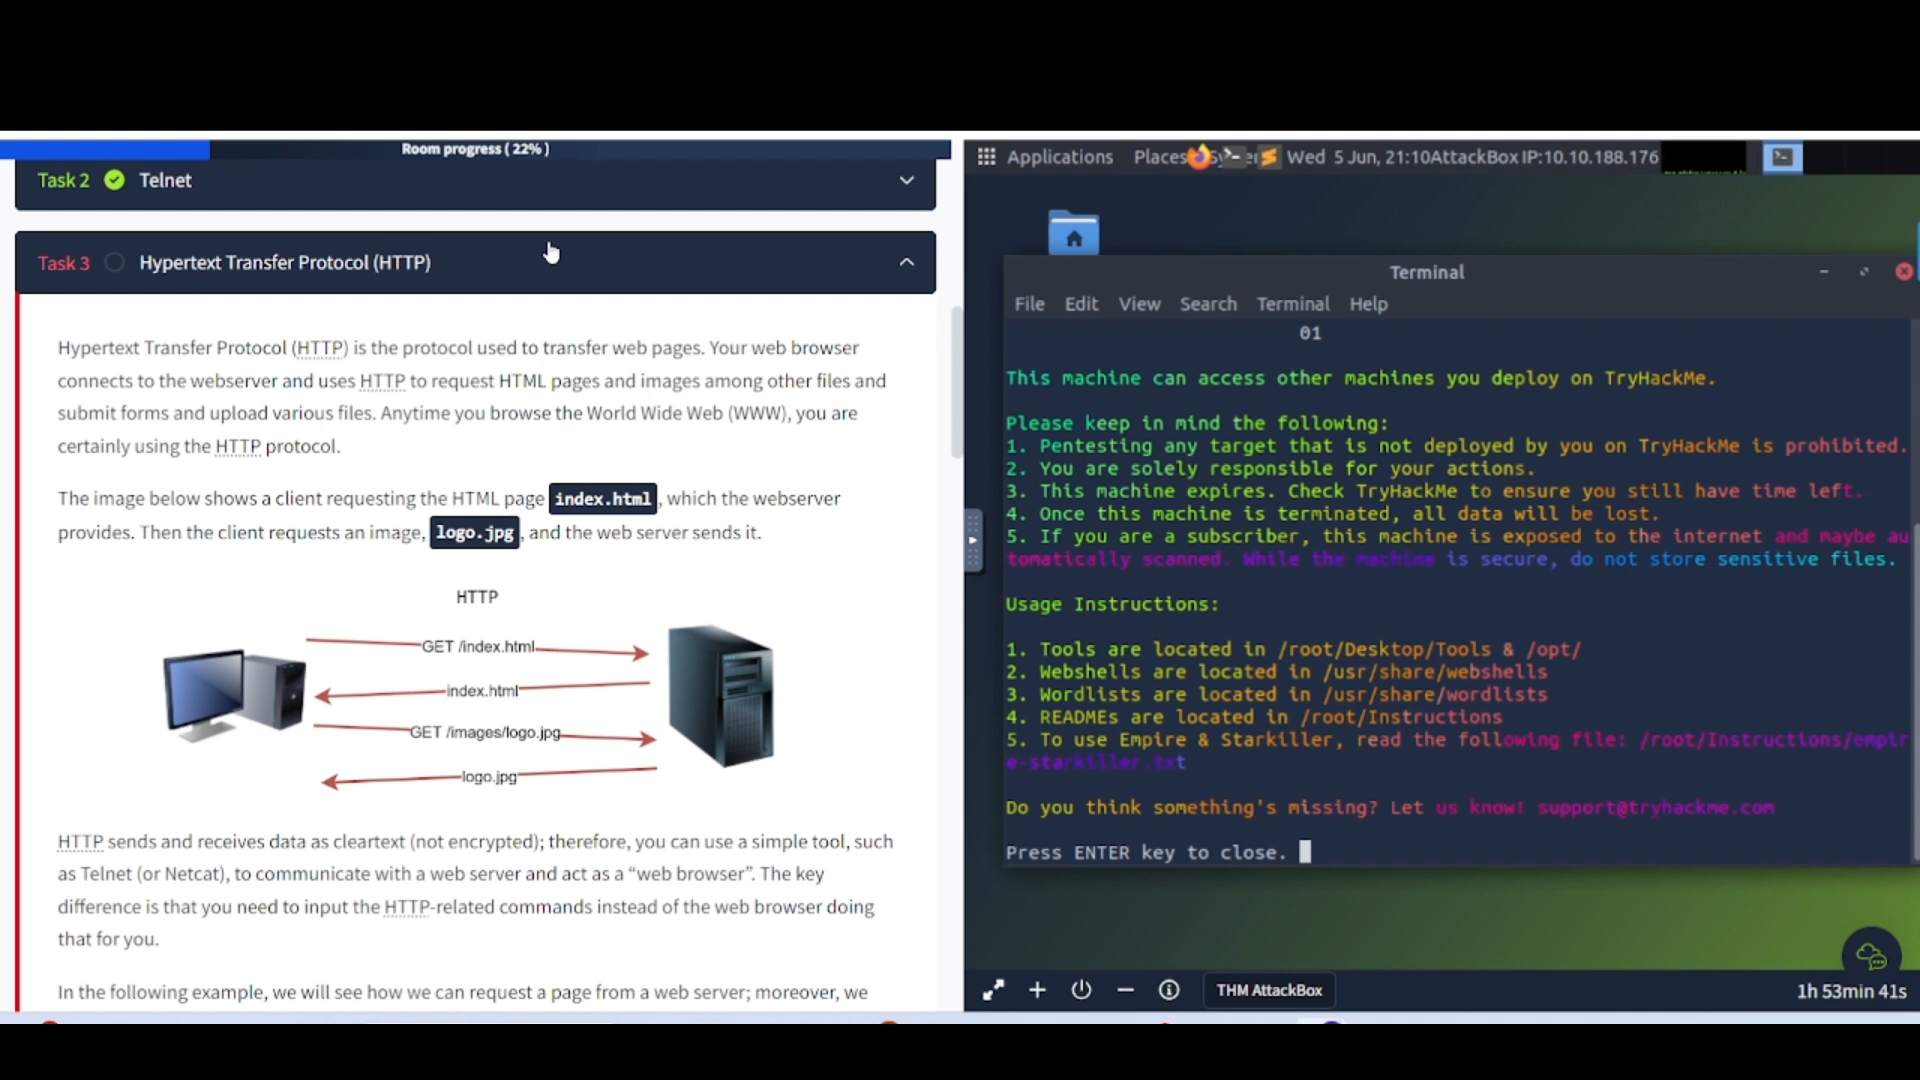 Room progress ( 22% )
Task 2 Telnet
Task 3 Hypertext Transfer Protocol (HTTP)
Hypertext Transfer Protocol (HTTP) is the protocol used to transfer web pages. Your web browser
connects to the webserver and uses HTTP to request HTML pages and images among other files and
submit forms and upload various files. Anytime you browse the World Wide Web (WWW), you are
certainly using the HTTP protocol.
The image below shows a client requesting the HTML page index.html, which the webserver
provides. Then the client requests an image, logo.jpg, and the web server sends it.
HTTP
GET /index.html
index.html
GET /images/logo.jpg
logo.jpg
HTTP sends and receives data as cleartext (not encrypted); therefore, you can use a simple tool, such
as Telnet (or Netcat), to communicate with a web server and act as a “web browser”. The key
difference is that you need to input the HTTP-related commands instead of the web browser doing
that for you.
In the following example, we will see how we can request a page from a web server; moreover, we
Applications Places Wed 5 Jun, 21:10 AttackBox IP:10.10.188.176
Terminal
File Edit View Search Terminal Help
01
This machine can access other machines you deploy on TryHackMe.
Please keep in mind the following:
1. Pentesting any target that is not deployed by you on TryHackMe is prohibited.
2. You are solely responsible for your actions.
3. This machine expires. Check TryHackMe to ensure you still have time left.
4. Once this machine is terminated, all data will be lost.
5. If you are a subscriber, this machine is exposed to the internet and maybe au
tomatically scanned. While the machine is secure, do not store sensitive files.
Usage Instructions:
1. Tools are located in /root/Desktop/Tools & /opt/
2. Webshells are located in /usr/share/webshells
3. Wordlists are located in /usr/share/wordlists
4. READMEs are located in /root/Instructions
5. To use Empire & Starkiller, read the following file: /root/Instructions/empir
e-starkiller.txt
Do you think something's missing? Let us know! support@tryhackme.com
Press ENTER key to close.
THM AttackBox
1h 53min 41s